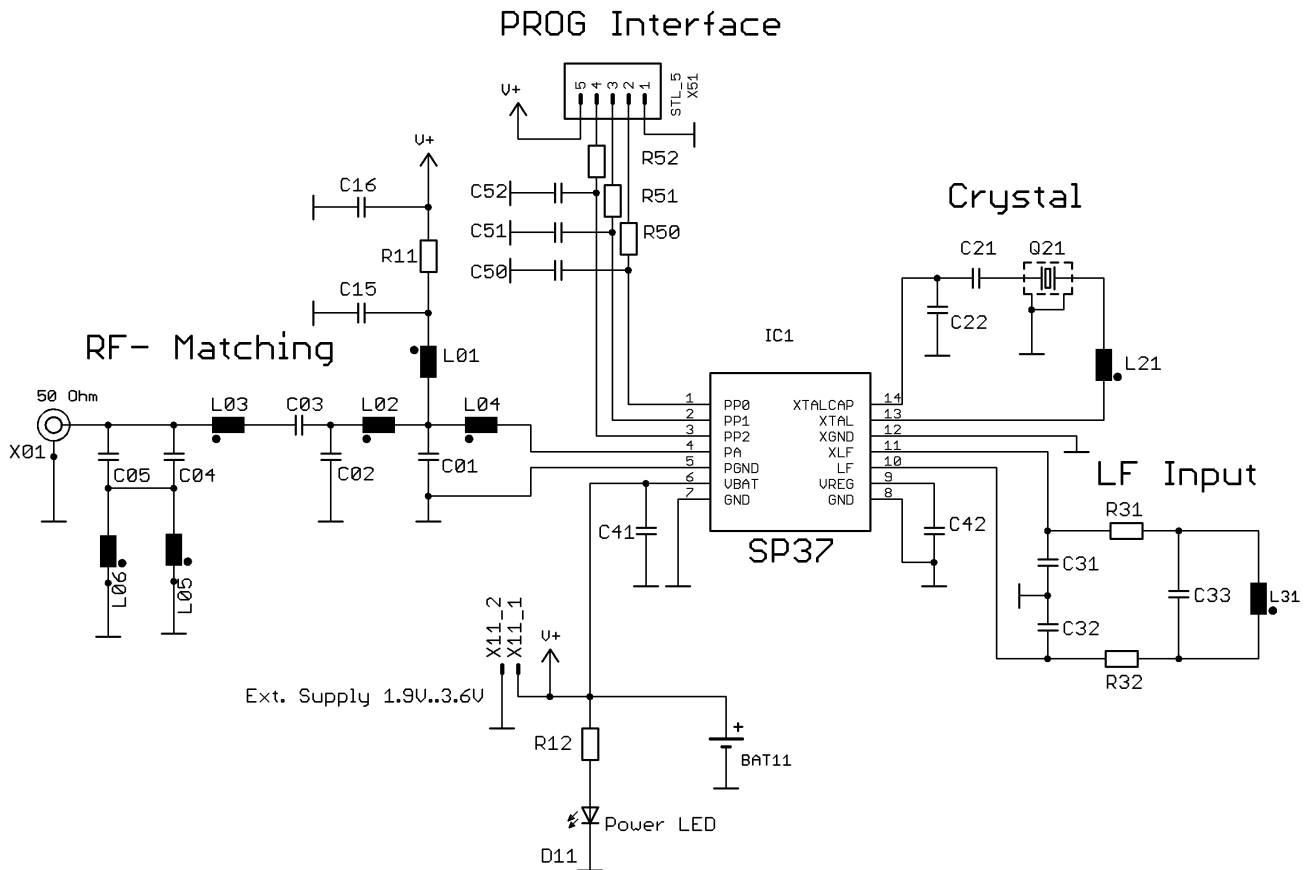 PROG Interface
5 4 3 2 1
STL_5
X51
V+
V+
R52
C16
C52
R51
Crystal
C51
R50
R11
C21
Q21
C50
C15
C22
IC1
RF- Matching
L01
L21
50 Ohm
L03
C03
L02
L04
X01
C05
C04
C02
C01
1 PP0
2 PP1
3 PP2
4 PA
5 PGND
6 VBAT
7 GND
XTALCAP 14
XTAL 13
XGND 12
XLF 11
LF 10
VREG 9
GND 8
LF Input
R31
C41
SP37
C42
C31
L06
L05
C33
L31
C32
R32
X11_2
X11_1
V+
Ext. Supply 1.9V..3.6V
R12
+
BAT11
Power LED
D11